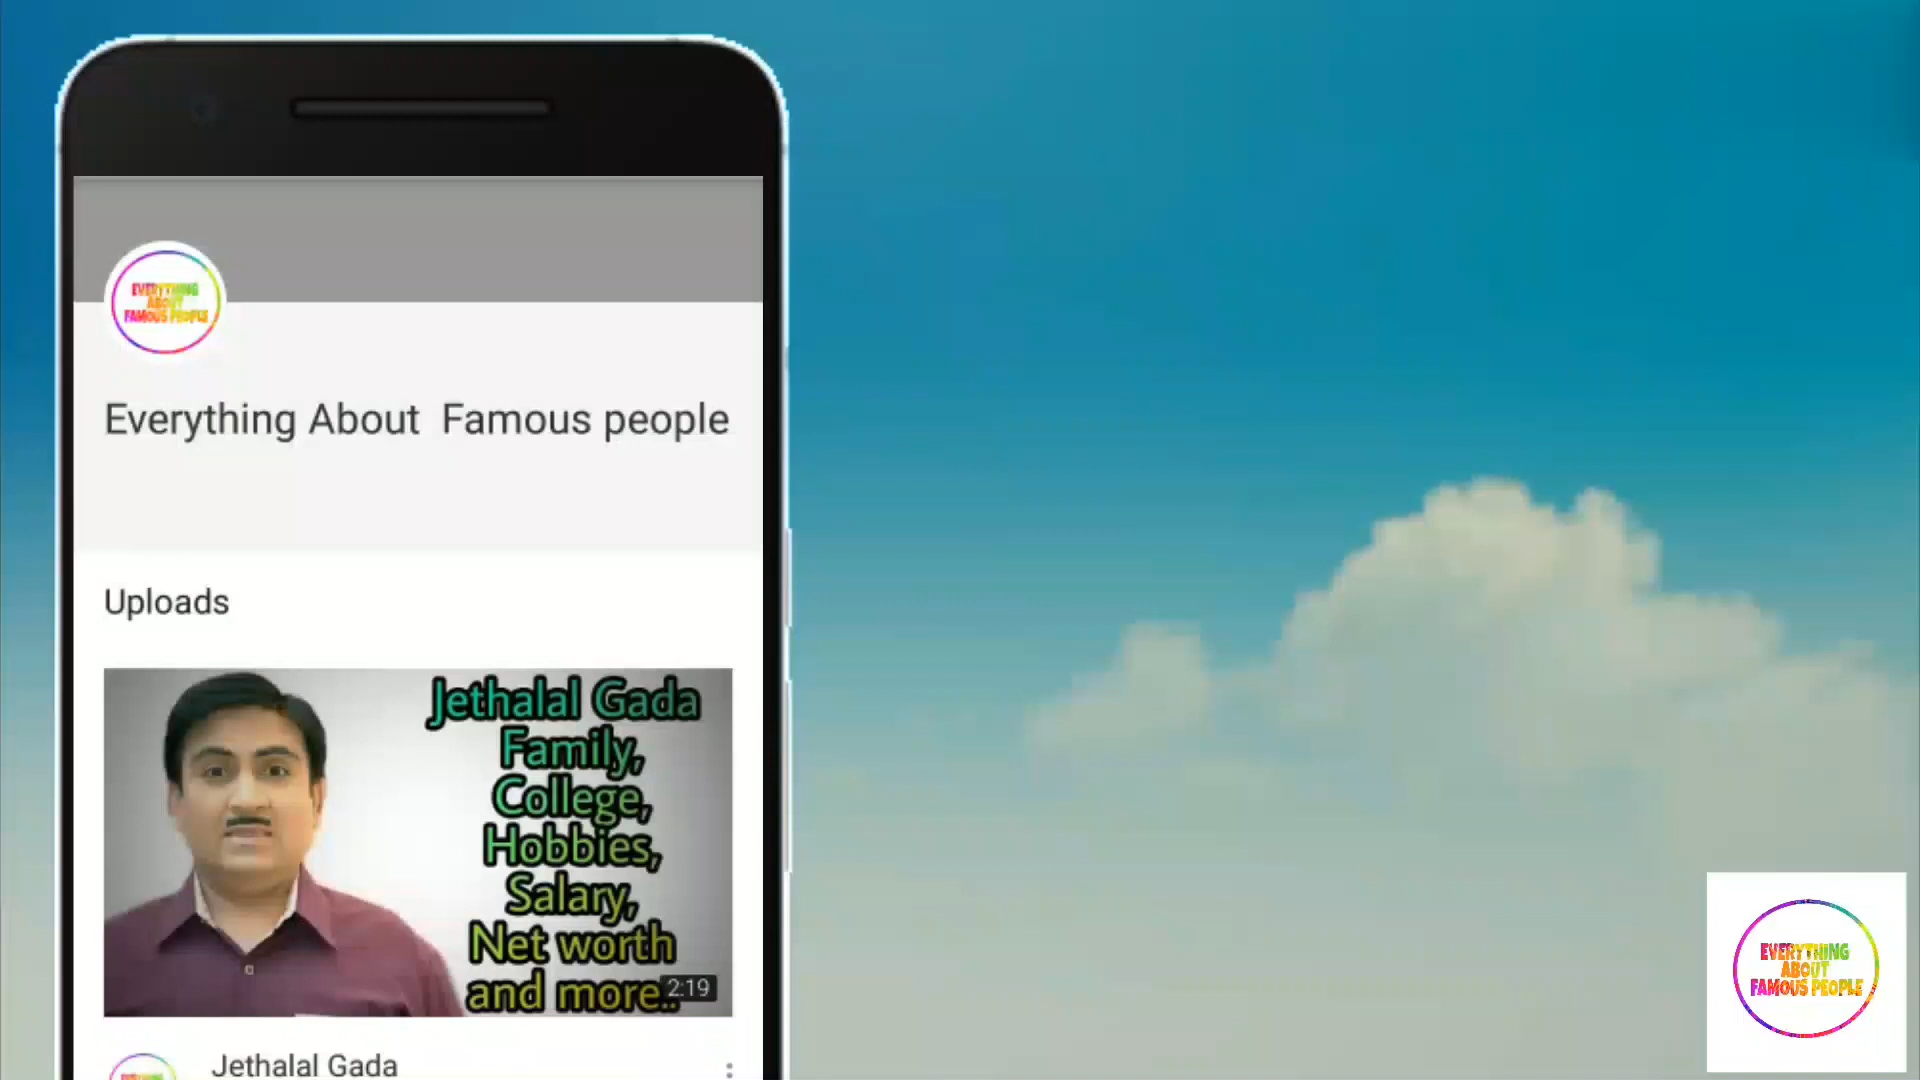 EVERYTHING
ABOUT
FAMOUS PEOPLE
Everything About Famous people
Uploads
Jethalal Gada
Family,
College,
Hobbies,
Salary,
Net worth
and more..
2:19
Jethalal Gada
EVERYTHING
ABOUT
FAMOUS PEOPLE